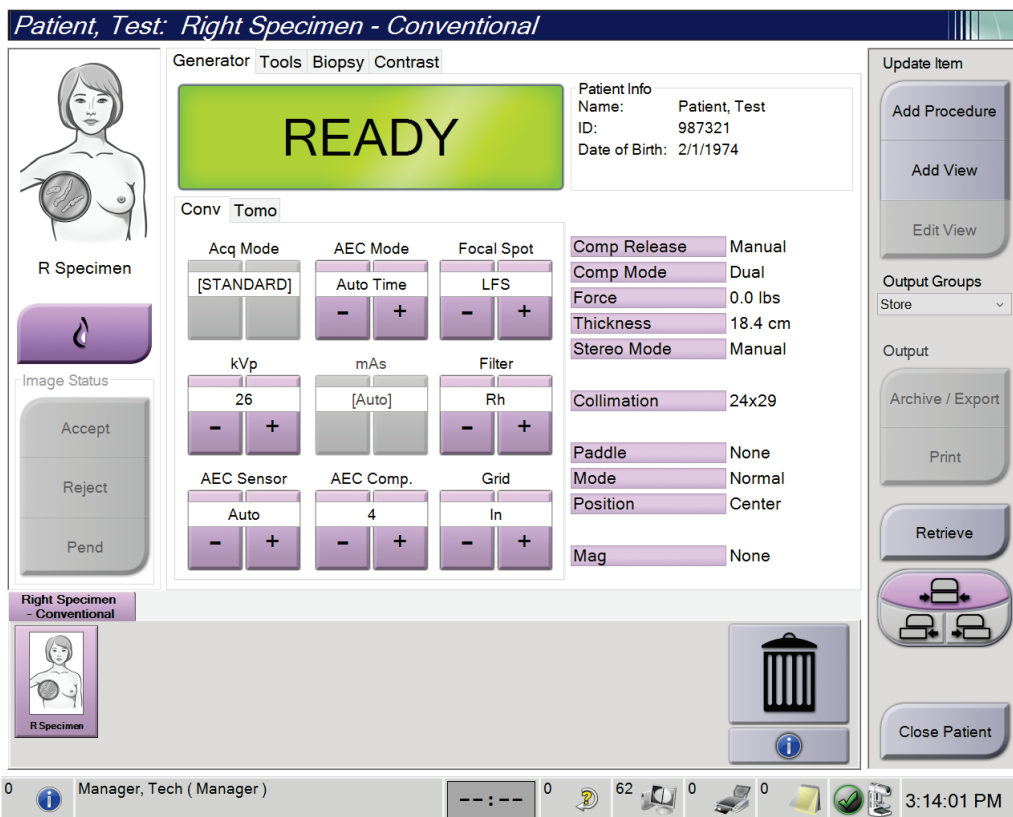 Patient, Test: Right Specimen - Conventional
Generator Tools Biopsy Contrast
READY
Patient Info
Name: Patient, Test
ID: 987321
Date of Birth: 2/1/1974
R Specimen
Image Status
Accept
Reject
Pend
Conv Tomo
Acq Mode AEC Mode Focal Spot
[STANDARD] Auto Time LFS
- + - +
kVp mAs Filter
26 [Auto] Rh
- + - +
AEC Sensor AEC Comp. Grid
Auto 4 In
- + - + - +
Comp Release Manual
Comp Mode Dual
Force 0.0 lbs
Thickness 18.4 cm
Stereo Mode Manual
Collimation 24x29
Paddle None
Mode Normal
Position Center
Mag None
Update Item
Add Procedure
Add View
Edit View
Output Groups
Store
Output
Archive / Export
Print
Retrieve
Close Patient
Right Specimen
- Conventional
R Specimen
0 Manager, Tech ( Manager ) --:-- 0 62 0 0 3:14:01 PM